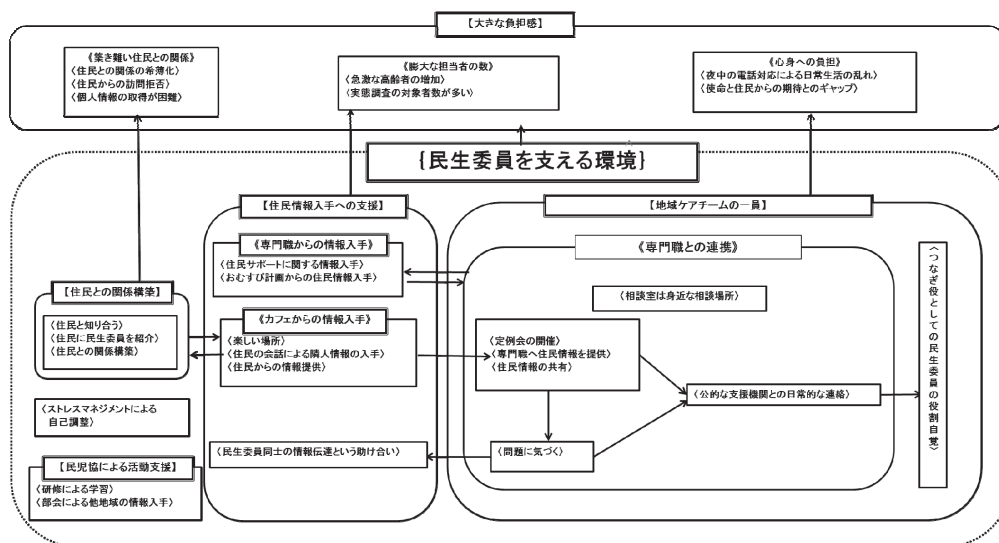 【大きな負担感】
《築き難い住民との関係》
〈住民との関係の希薄化〉
〈住民からの訪問拒否〉
〈個人情報の取得が困難〉
《膨大な担当者の数》
〈急激な高齢者の増加〉
〈実態調査の対象者数が多い〉
《心身への負担》
〈夜中の電話対応による日常生活の乱れ〉
〈使命と住民からの期待とのギャップ〉
{民生委員を支える環境}
【住民との関係構築】
〈住民と知り合う〉
〈住民に民生委員を紹介〉
〈住民との関係構築〉
〈ストレスマネジメントによる
自己調整〉
【民児協による活動支援】
〈研修による学習〉
〈部会による他地域の情報入手〉
【住民情報入手への支援】
《専門職からの情報入手》
〈住民サポートに関する情報入手〉
〈おむすび計画からの住民情報入手〉
《カフェからの情報入手》
〈楽しい場所〉
〈住民の会話による隣人情報の入手〉
〈住民からの情報提供〉
〈民生委員同士の情報伝達という助け合い〉
【地域ケアチームの一員】
《専門職との連携》
〈相談室は身近な相談場所〉
〈定例会の開催〉
〈専門職へ住民情報を提供〉
〈住民情報の共有〉
〈問題に気づく〉
〈公的な支援機関との日常的な連絡〉
〈つなぎ役としての民生委員の役割自覚〉